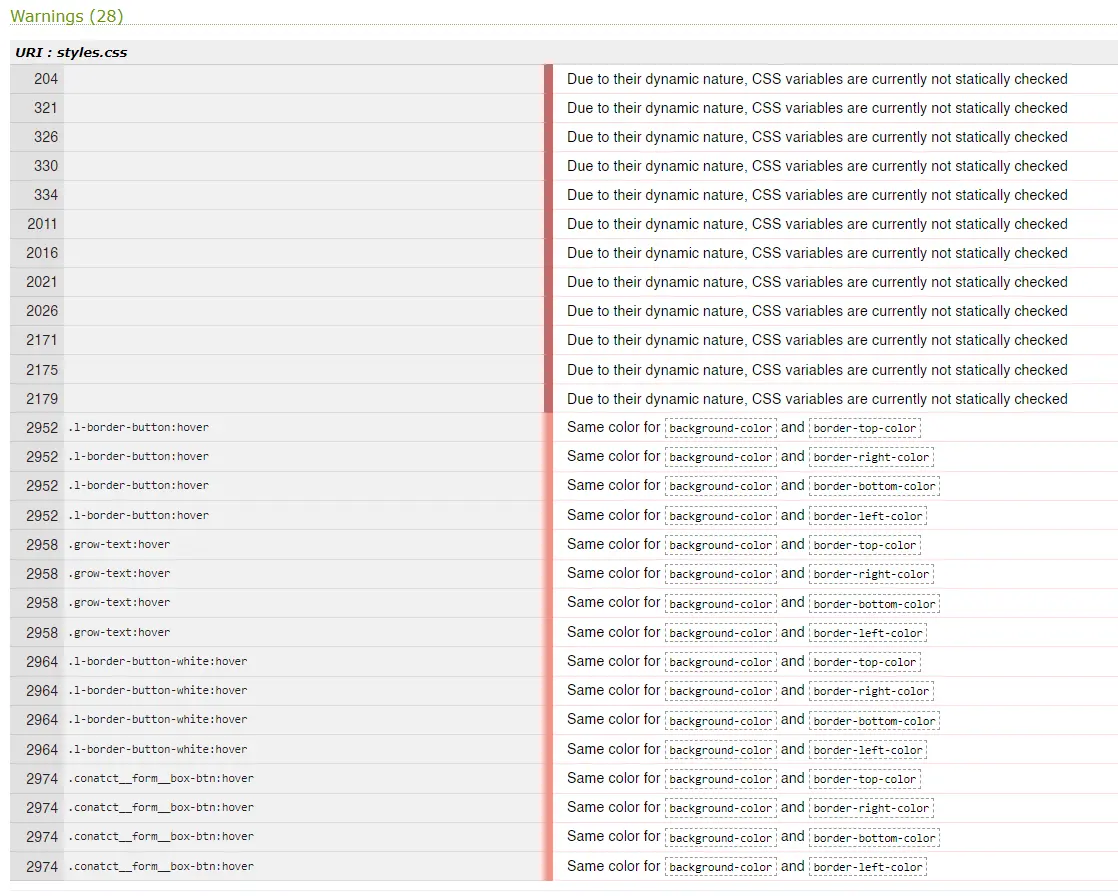 Warnings (28)
URI : styles.css
204 Due to their dynamic nature, CSS variables are currently not statically checked
321 Due to their dynamic nature, CSS variables are currently not statically checked
326 Due to their dynamic nature, CSS variables are currently not statically checked
330 Due to their dynamic nature, CSS variables are currently not statically checked
334 Due to their dynamic nature, CSS variables are currently not statically checked
2011 Due to their dynamic nature, CSS variables are currently not statically checked
2016 Due to their dynamic nature, CSS variables are currently not statically checked
2021 Due to their dynamic nature, CSS variables are currently not statically checked
2026 Due to their dynamic nature, CSS variables are currently not statically checked
2171 Due to their dynamic nature, CSS variables are currently not statically checked
2175 Due to their dynamic nature, CSS variables are currently not statically checked
2179 Due to their dynamic nature, CSS variables are currently not statically checked
2952 .l-border-button:hover Same color for background-color and border-top-color
2952 .l-border-button:hover Same color for background-color and border-right-color
2952 .l-border-button:hover Same color for background-color and border-bottom-color
2952 .l-border-button:hover Same color for background-color and border-left-color
2958 .grow-text:hover Same color for background-color and border-top-color
2958 .grow-text:hover Same color for background-color and border-right-color
2958 .grow-text:hover Same color for background-color and border-bottom-color
2958 .grow-text:hover Same color for background-color and border-left-color
2964 .l-border-button-white:hover Same color for background-color and border-top-color
2964 .l-border-button-white:hover Same color for background-color and border-right-color
2964 .l-border-button-white:hover Same color for background-color and border-bottom-color
2964 .l-border-button-white:hover Same color for background-color and border-left-color
2974 .conatct__form__box-btn:hover Same color for background-color and border-top-color
2974 .conatct__form__box-btn:hover Same color for background-color and border-right-color
2974 .conatct__form__box-btn:hover Same color for background-color and border-bottom-color
2974 .conatct__form__box-btn:hover Same color for background-color and border-left-color